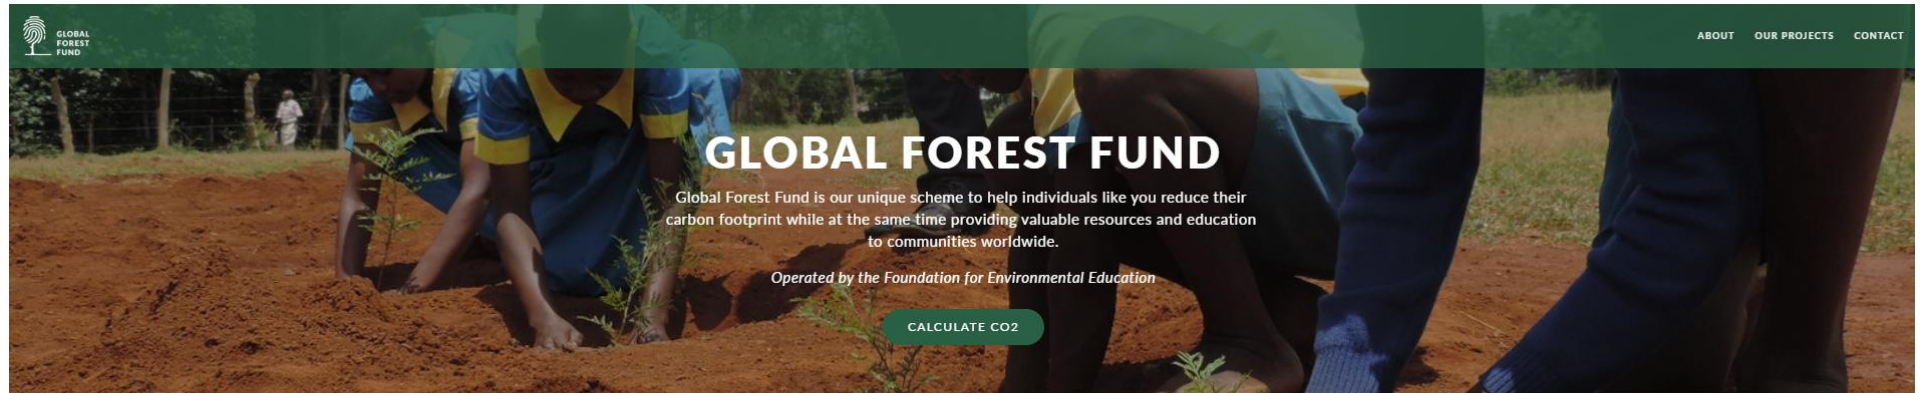 GLOBAL
FOREST
FUND
ABOUT OUR PROJECTS CONTACT
GLOBAL FOREST FUND
Global Forest Fund is our unique scheme to help individuals like you reduce their
carbon footprint while at the same time providing valuable resources and education
to communities worldwide.
Operated by the Foundation for Environmental Education
CALCULATE CO2